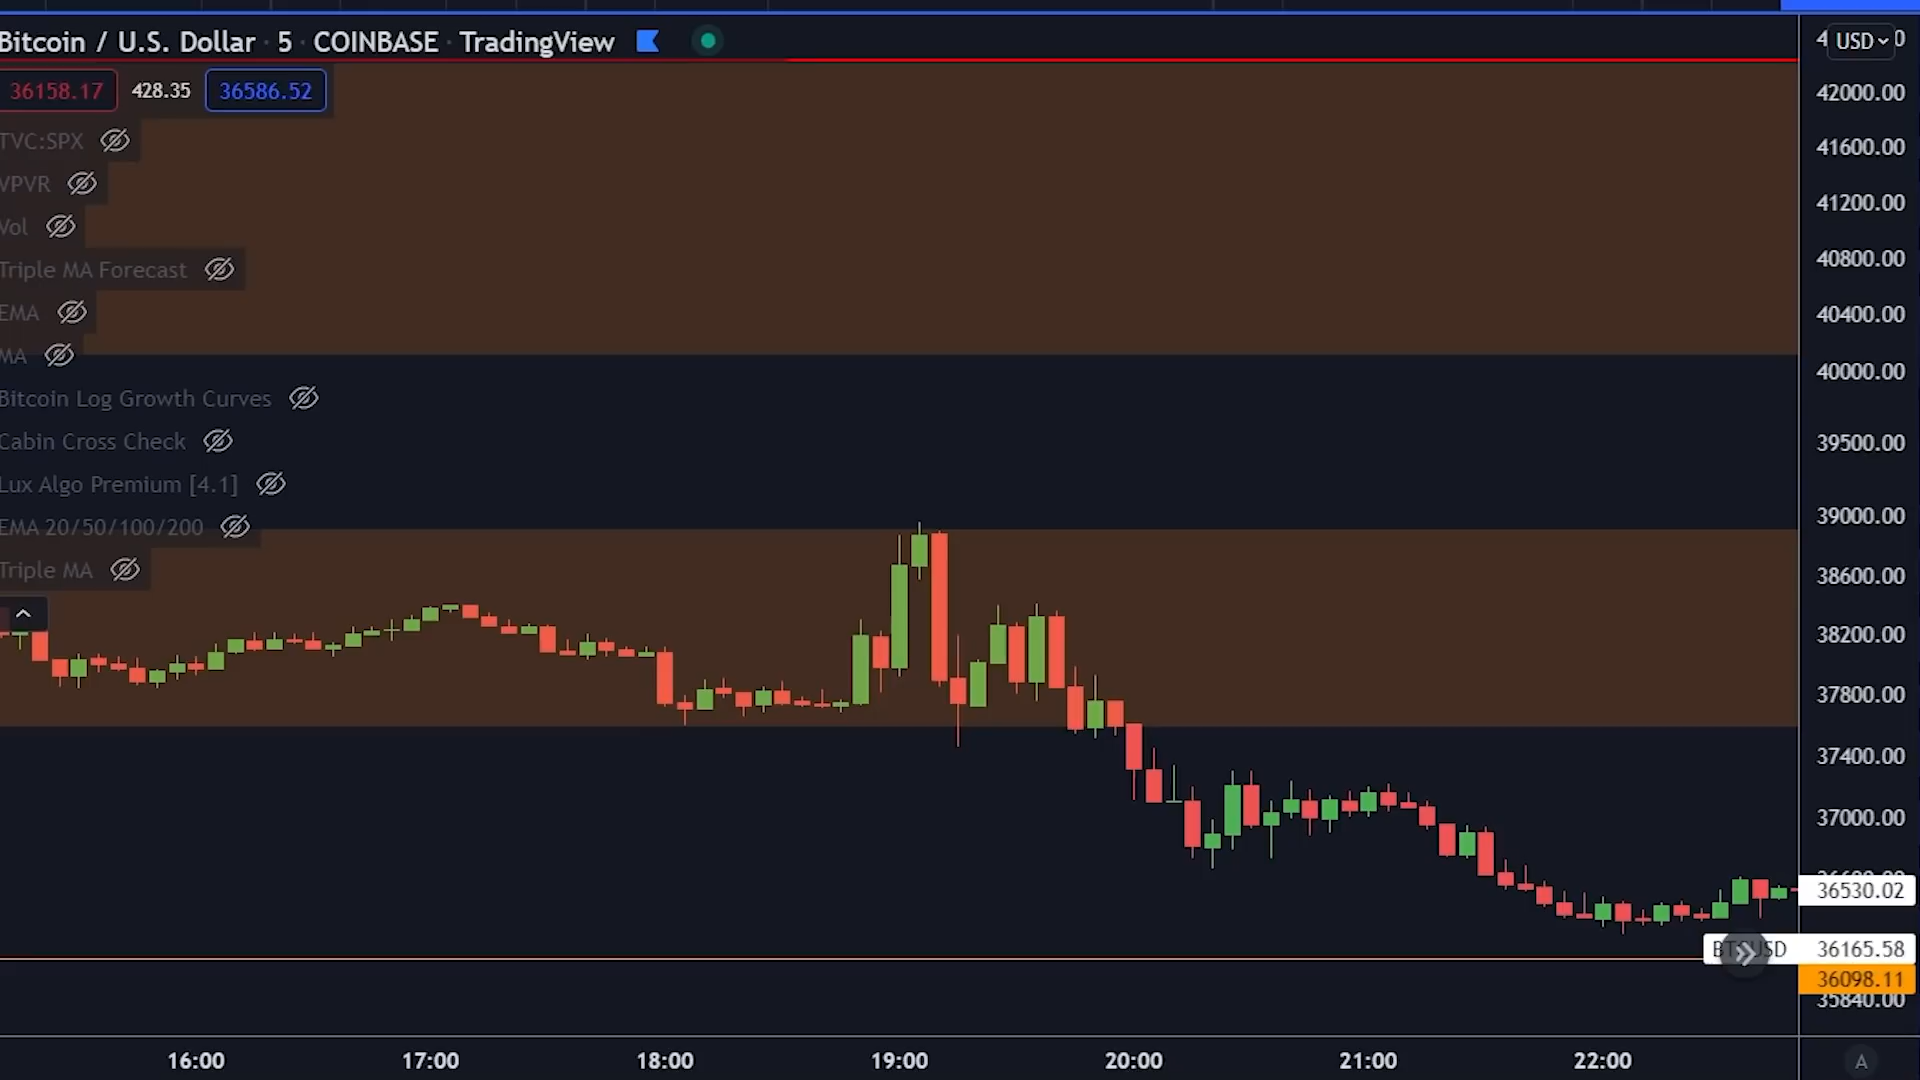 Bitcoin / U.S. Dollar · 5 · COINBASE · TradingView
USD
36158.17 428.35 36586.52
42000.00
TVC:SPX
41600.00
VPVR
41200.00
Vol
40800.00
Triple MA Forecast
EMA
40400.00
MA
40000.00
Bitcoin Log Growth Curves
Cabin Cross Check
39500.00
Lux Algo Premium [4.1]
39000.00
EMA 20/50/100/200
38600.00
Triple MA
38200.00
37800.00
37400.00
37000.00
36530.02
36165.58
36098.11
35840.00
16:00 17:00 18:00 19:00 20:00 21:00 22:00
A